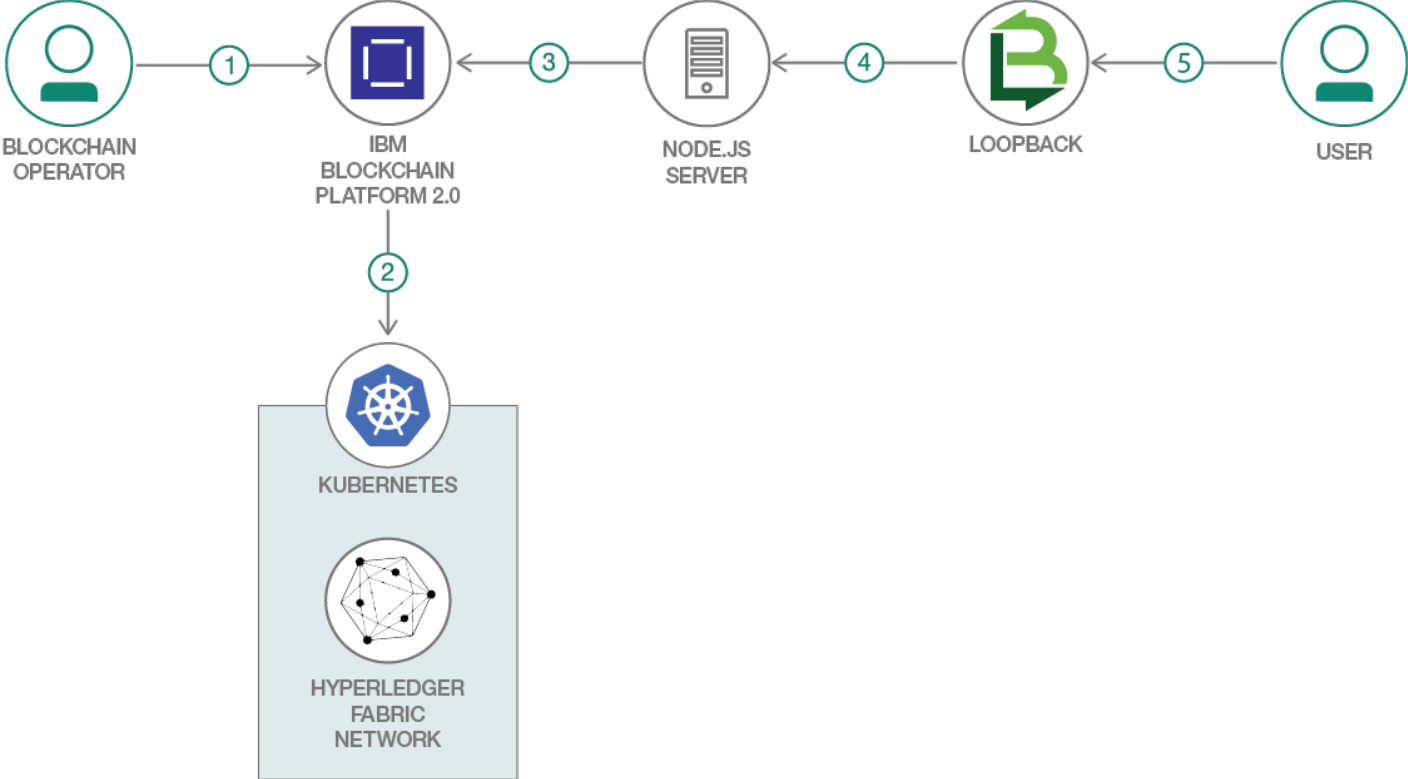 1
3
4
5
BLOCKCHAIN
OPERATOR
IBM
BLOCKCHAIN
PLATFORM 2.0
NODE.JS
SERVER
LOOPBACK
USER
2
KUBERNETES
HYPERLEDGER
FABRIC
NETWORK